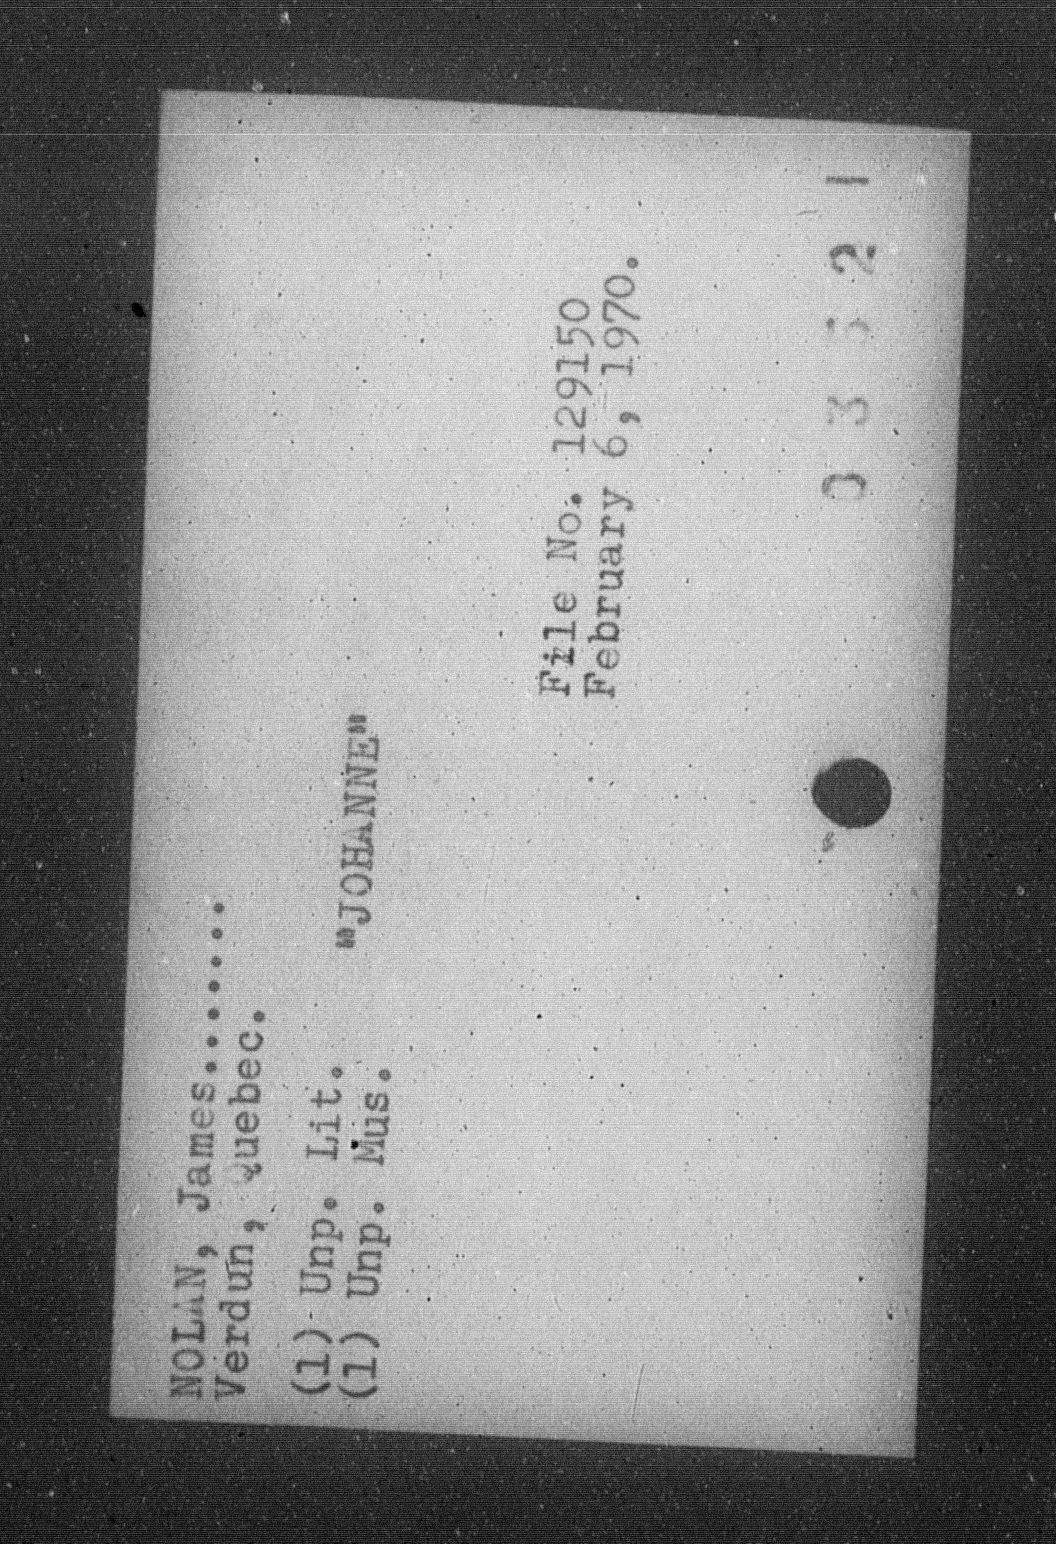 NOLAN, James.......
Verdun, Quebec.
(1) Unp. Lit.
(1) Unp. Mus.
"JOHANNE"
File No. 129150
February 6, 1970.